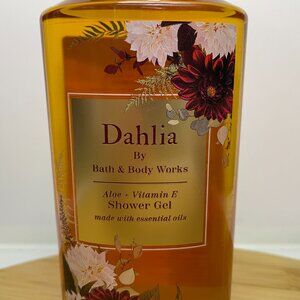 Dahlia
By
Bath & Body Works
Aloe - Vitamin E
Shower Gel
made with essential oils